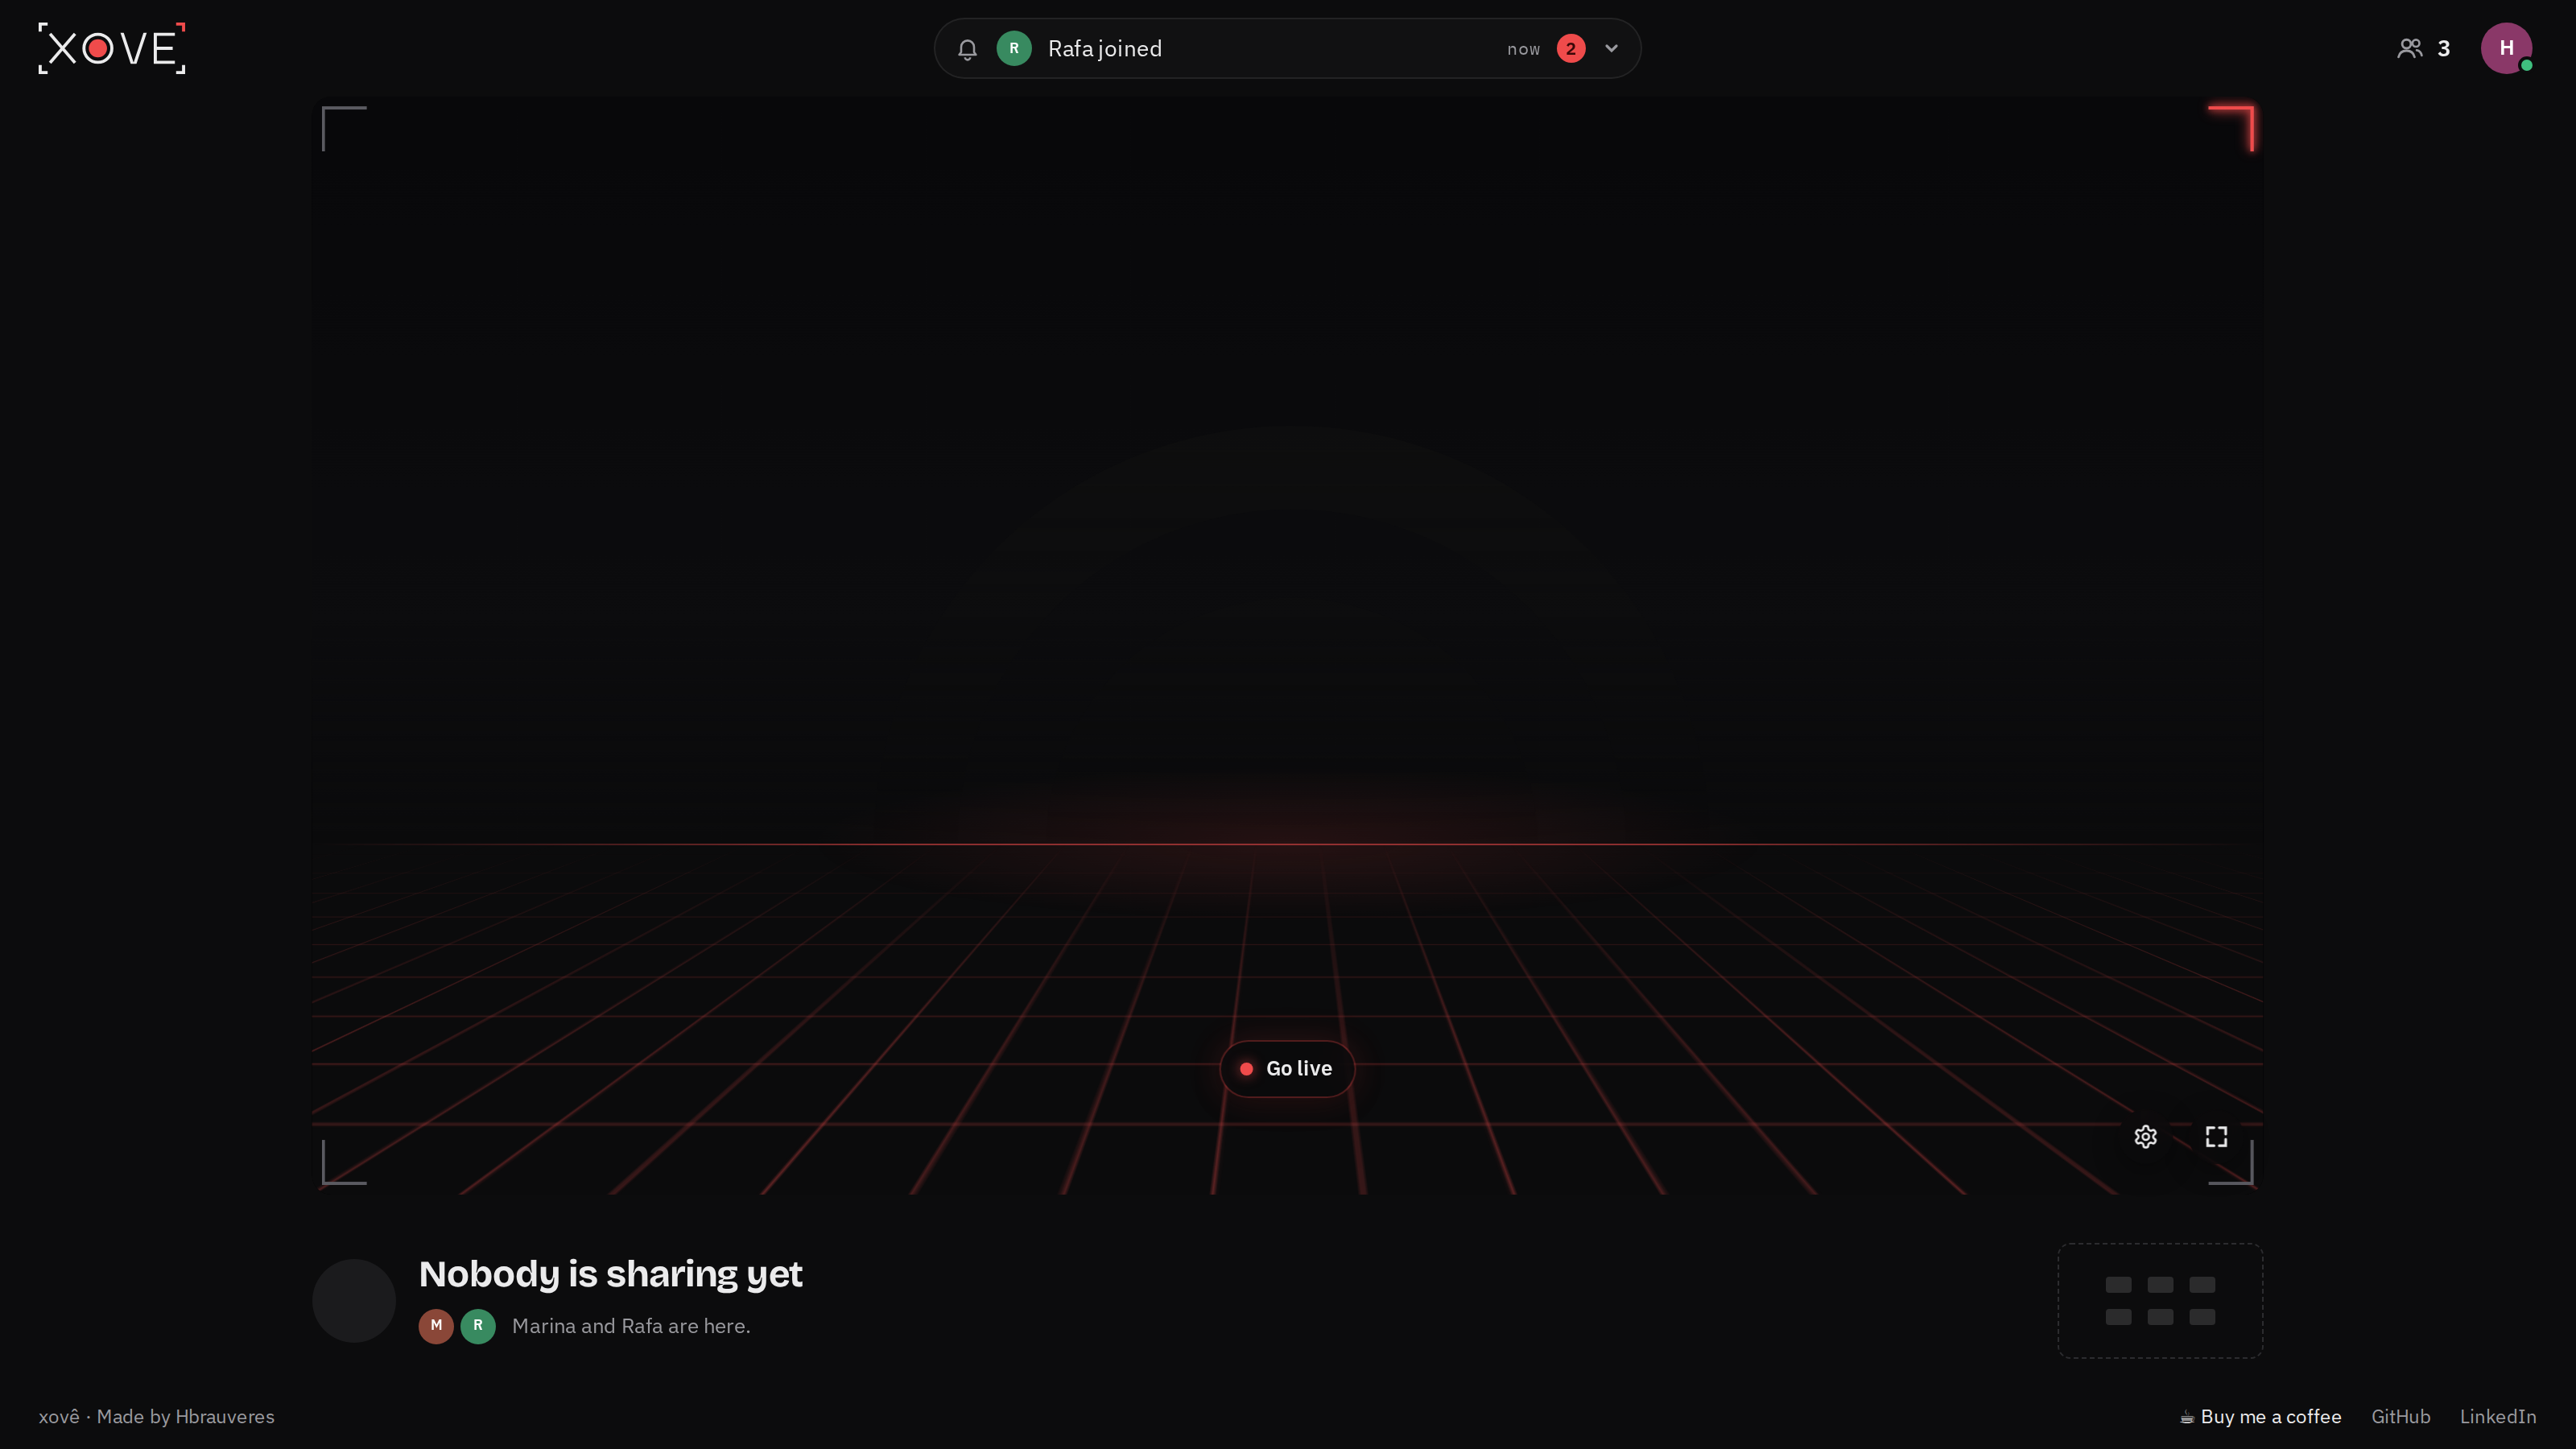 XOVE
R Rafa joined now 2
3 H
Go live
Nobody is sharing yet
M R Marina and Rafa are here.
xovê · Made by Hbrauveres
☕ Buy me a coffee GitHub LinkedIn